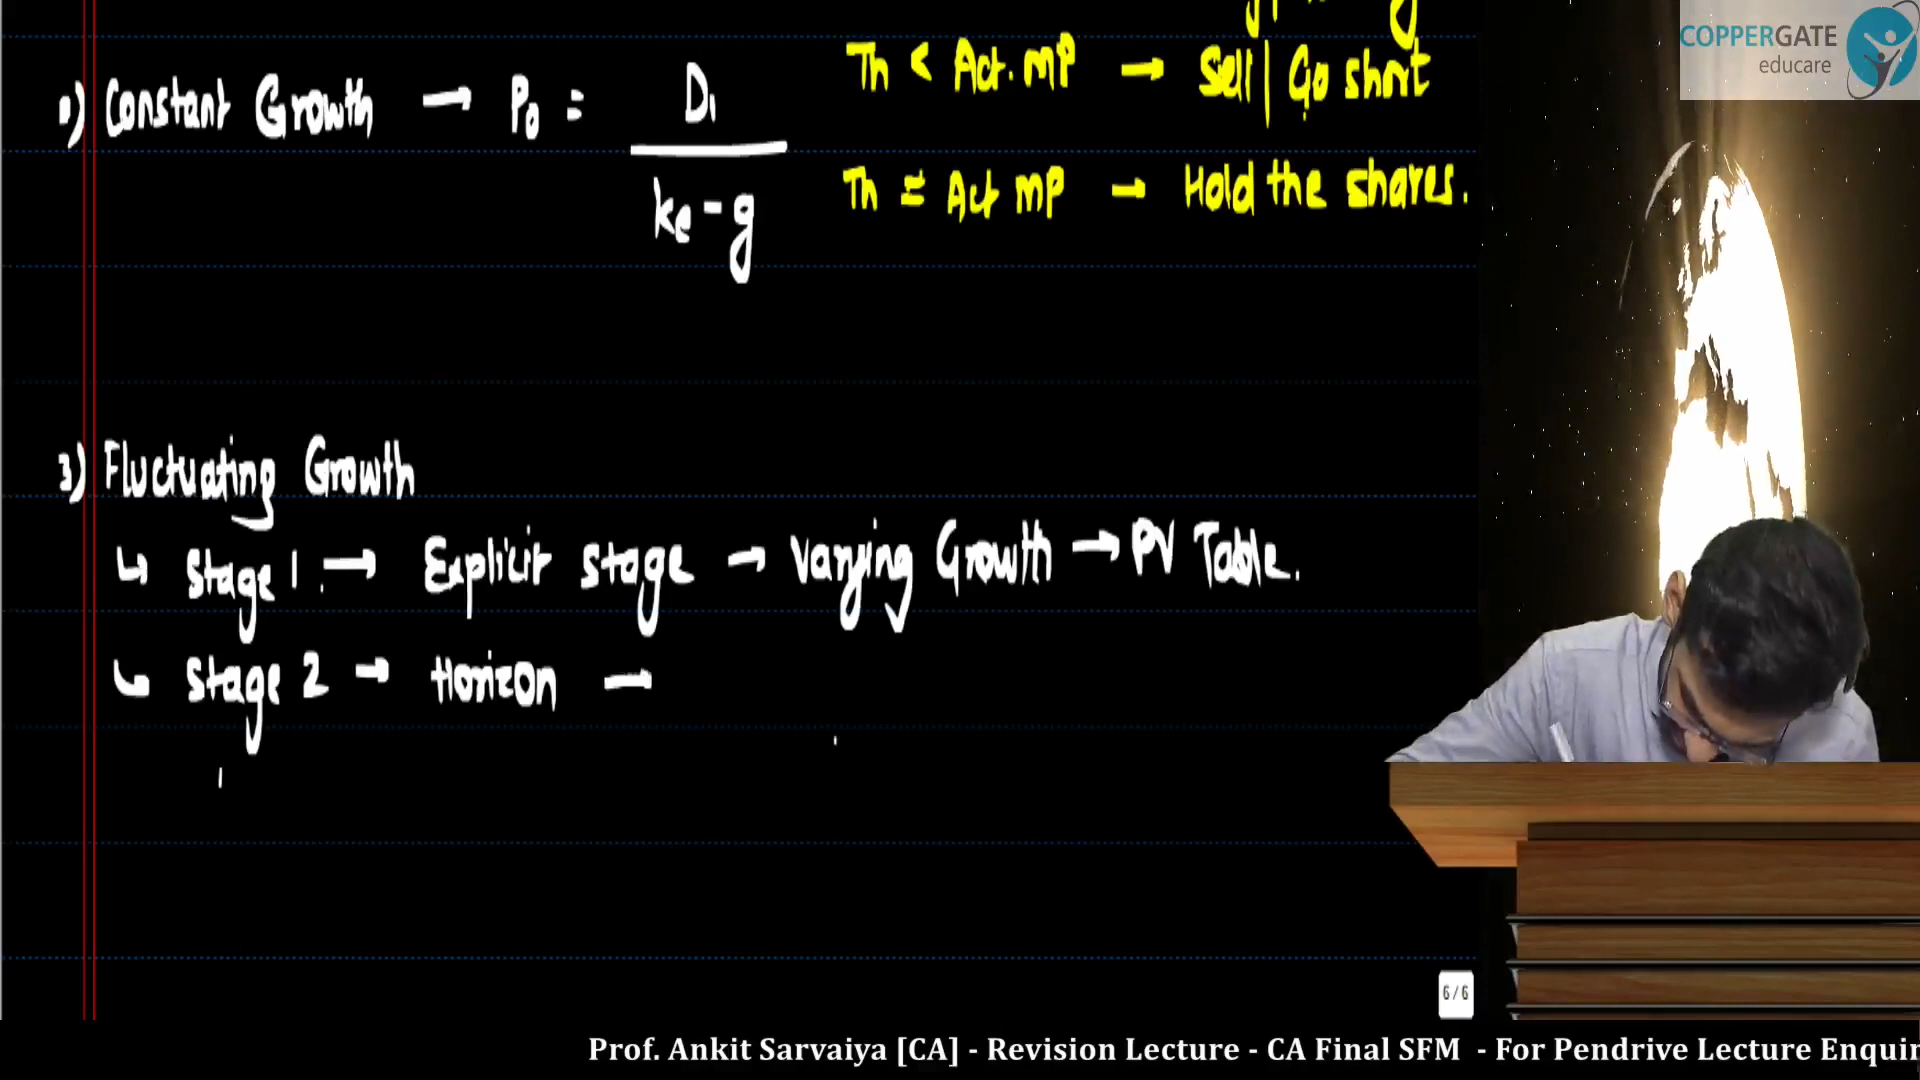 COPPERGATE
educare
Th < Act. MP → Sell | Go short
2) Constant Growth → P0 = D1
ke - g
Th = Act MP → Hold the shares.
3) Fluctuating Growth
↳ Stage 1 → Explicit stage → Varying Growth → PV Table.
↳ Stage 2 → Horizon →
6/6
Prof. Ankit Sarvaiya [CA] - Revision Lecture - CA Final SFM - For Pendrive Lecture Enquir